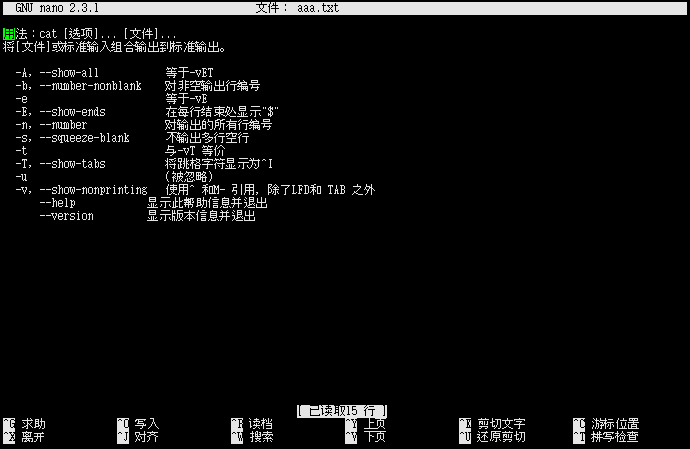 GNU nano 2.3.1 文件： aaa.txt
用法：cat [选项]... [文件]...
将[文件]或标准输入组合输出到标准输出。
-A, --show-all 等于-vET
-b, --number-nonblank 对非空输出行编号
-e 等于-vE
-E, --show-ends 在每行结束处显示"$"
-n, --number 对输出的所有行编号
-s, --squeeze-blank 不输出多行空行
-t 与-vT 等价
-T, --show-tabs 将跳格字符显示为^I
-u (被忽略)
-v, --show-nonprinting 使用^ 和M- 引用，除了LFD和 TAB 之外
--help 显示此帮助信息并退出
--version 显示版本信息并退出
[ 已读取15 行 ]
^G 求助 ^O 写入 ^R 读档 ^Y 上页 ^K 剪切文字 ^C 游标位置
^X 离开 ^J 对齐 ^W 搜索 ^V 下页 ^U 还原剪切 ^T 拼写检查